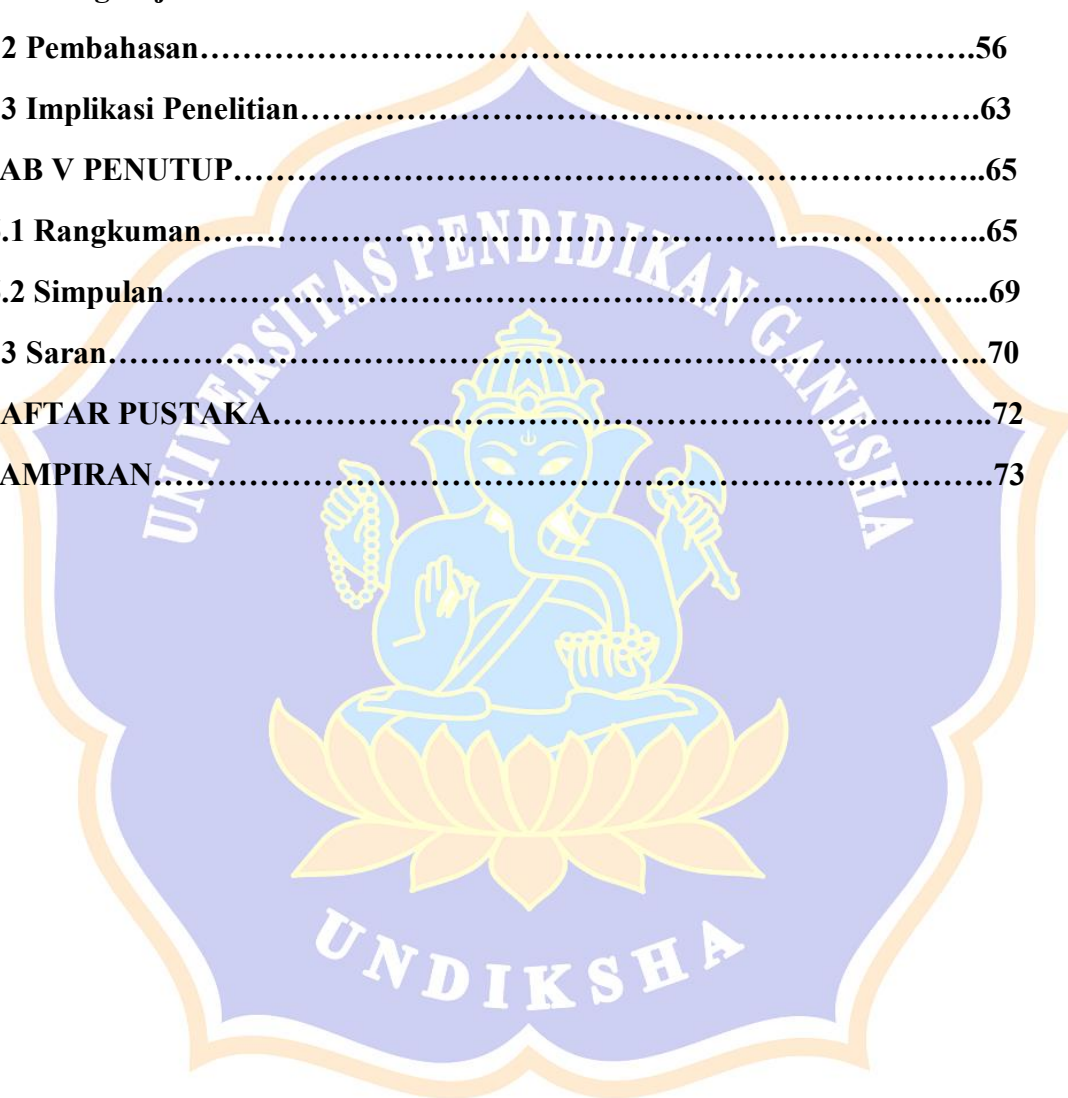 2 Pembahasan……………………………………………………………….56
3 Implikasi Penelitian……………………………………………………….63
AB V PENUTUP……………………………………………………………..65
.1 Rangkuman………………………………………………………………..65
.2 Simpulan…………………………………………………………………...69
3 Saran……………………………………………………………………….70
AFTAR PUSTAKA…………………………………………………………..72
AMPIRAN…………………………………………………………………….73
UNIVERSITAS PENDIDIKAN GANESHA
UNDIKSHA